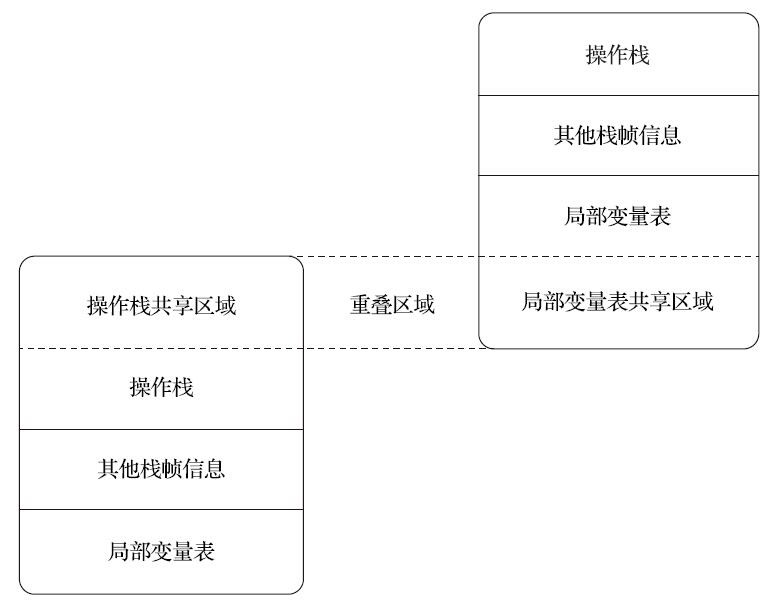 操作栈
其他栈帧信息
局部变量表
局部变量表共享区域
重叠区域
操作栈共享区域
操作栈
其他栈帧信息
局部变量表